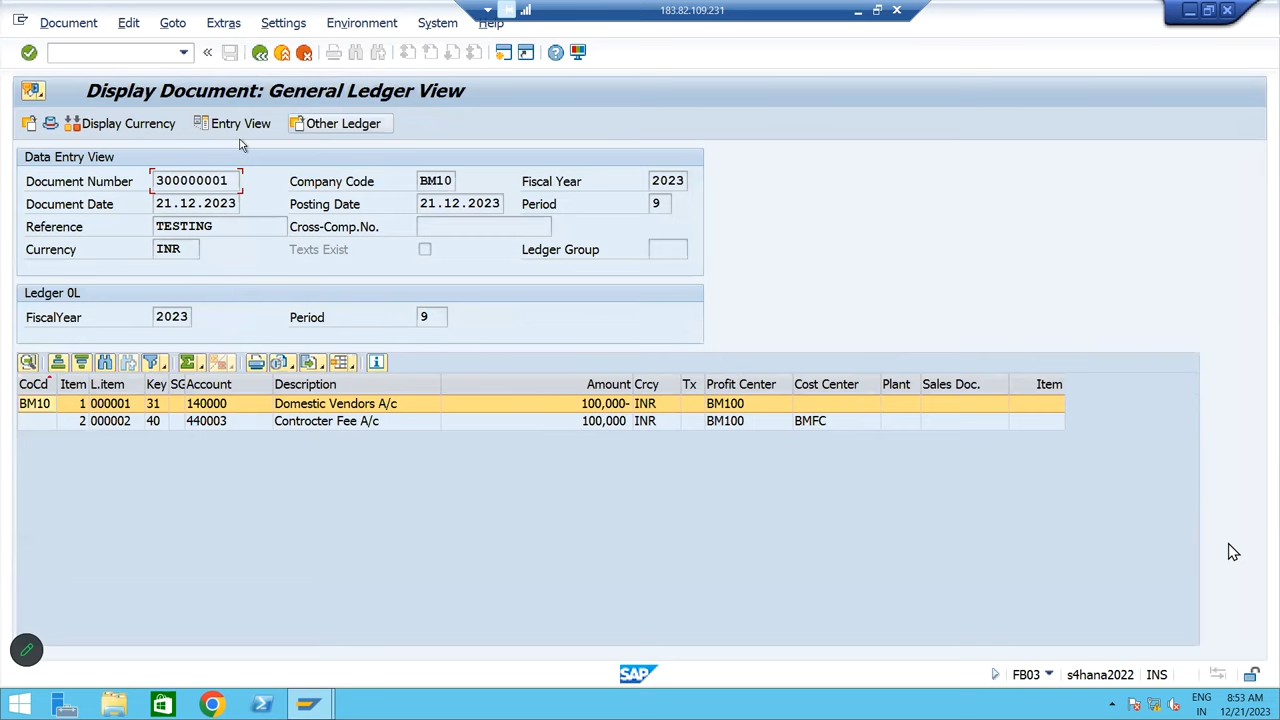 183.82.109.231
Document Edit Goto Extras Settings Environment System Help
Display Document: General Ledger View
Display Currency Entry View Other Ledger
Data Entry View
Document Number 300000001 Company Code BM10 Fiscal Year 2023
Document Date 21.12.2023 Posting Date 21.12.2023 Period 9
Reference TESTING Cross-Comp.No.
Currency INR Texts Exist Ledger Group
Ledger 0L
FiscalYear 2023 Period 9
CoCd Item L.item Key SG Account Description Amount Crcy Tx Profit Center Cost Center Plant Sales Doc. Item
BM10 1 000001 31 140000 Domestic Vendors A/c 100,000- INR BM100
2 000002 40 440003 Controcter Fee A/c 100,000 INR BM100 BMFC
SAP FB03 s4hana2022 INS
ENG 8:53 AM
IN 12/21/2023